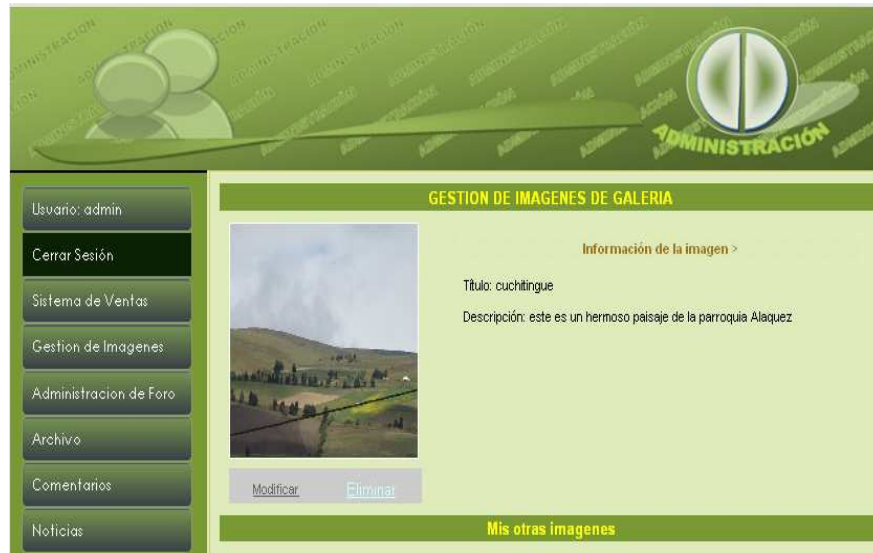 ADMINISTRACIÓN
Usuario: admin
Cerrar Sesión
Sistema de Ventas
Gestion de Imagenes
Administracion de Foro
Archivo
Comentarios
Noticias
GESTION DE IMAGENES DE GALERIA
Información de la imagen >
Título: cuchitingue
Descripción: este es un hermoso paisaje de la parroquia Alaquez
Modificar Eliminar
Mis otras imagenes